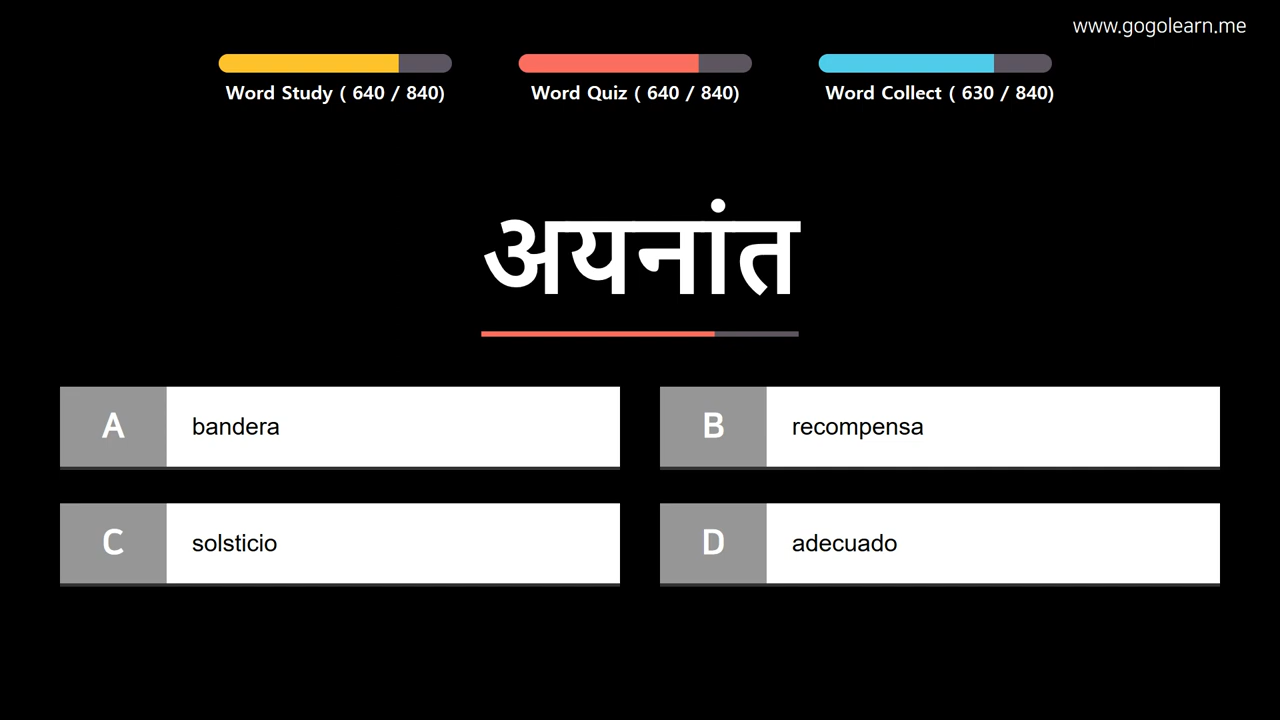 www.gogolearn.me
Word Study ( 640 / 840)
Word Quiz ( 640 / 840)
Word Collect ( 630 / 840)
अयनांत
A bandera
B recompensa
C solsticio
D adecuado